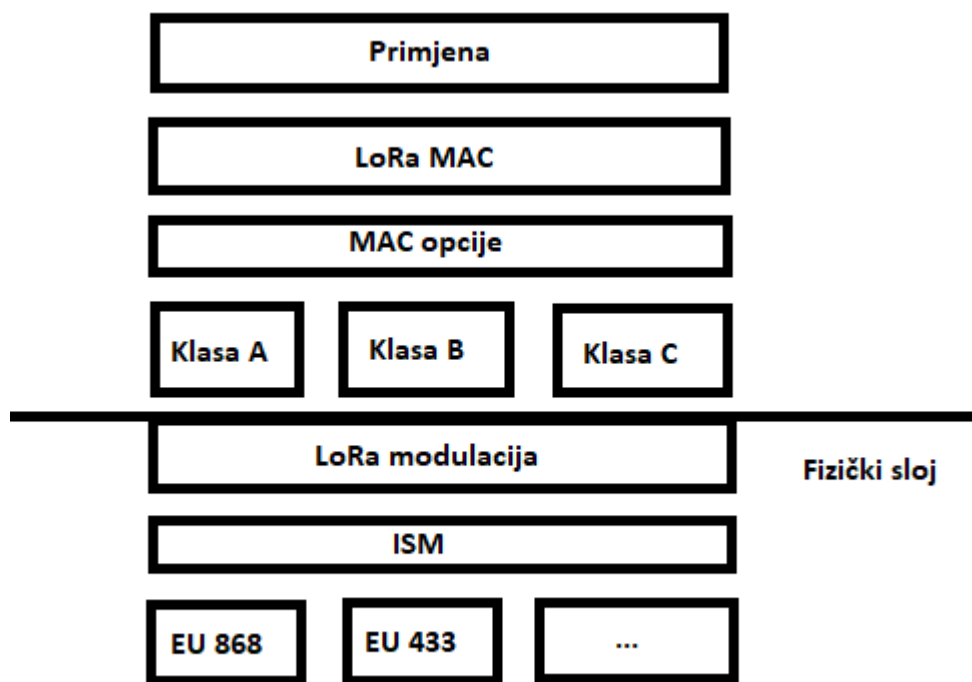 Primjena
LoRa MAC
MAC opcije
Klasa A
Klasa B
Klasa C
LoRa modulacija
Fizički sloj
ISM
EU 868
EU 433
...